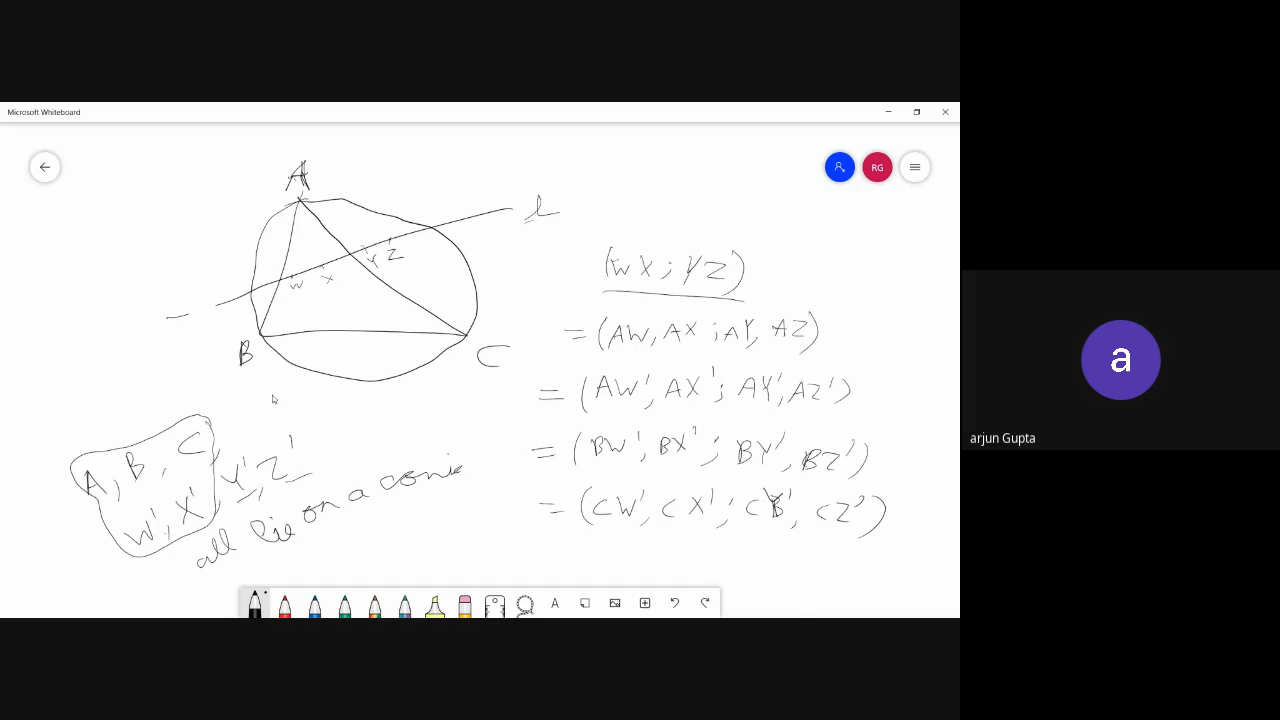 Microsoft Whiteboard
RG
A
l
W X Y Z
B
C
(WX; YZ)
= (AW, AX; AY, AZ)
= (AW', AX'; AY', AZ')
= (BW', BX'; BY', BZ')
= (CW', CX'; CY', CZ')
A, B, C,
W', X', Y', Z'
all lie on a conic
A
a
arjun Gupta